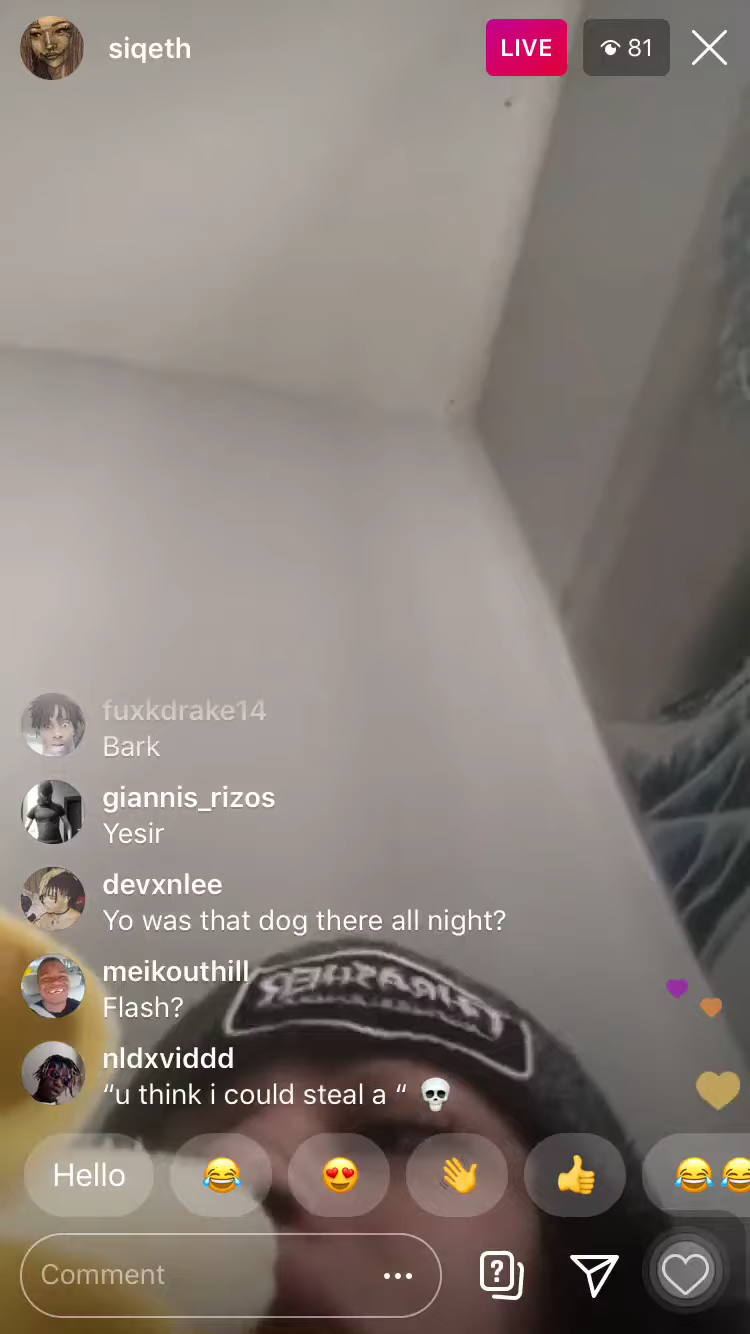 siqeth
LIVE
81
fuxkdrake14
Bark
giannis_rizos
Yesir
devxnlee
Yo was that dog there all night?
meikouthill
Flash?
nldxviddd
“u think i could steal a “ 💀
Hello 😂 😍 👋 👍 😂😂
Comment